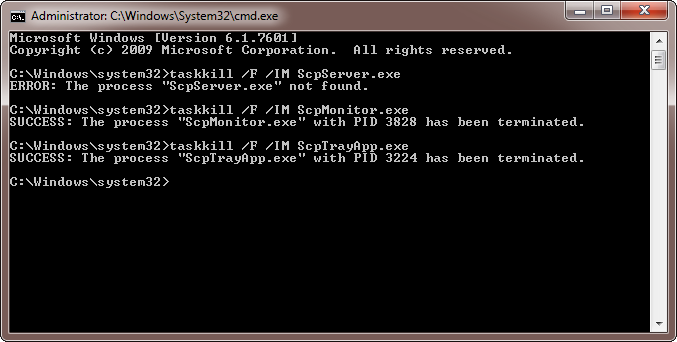 Administrator: C:\Windows\System32\cmd.exe
Microsoft Windows [Version 6.1.7601]
Copyright (c) 2009 Microsoft Corporation.  All rights reserved.
C:\Windows\system32>taskkill /F /IM ScpServer.exe
ERROR: The process "ScpServer.exe" not found.
C:\Windows\system32>taskkill /F /IM ScpMonitor.exe
SUCCESS: The process "ScpMonitor.exe" with PID 3828 has been terminated.
C:\Windows\system32>taskkill /F /IM ScpTrayApp.exe
SUCCESS: The process "ScpTrayApp.exe" with PID 3224 has been terminated.
C:\Windows\system32>